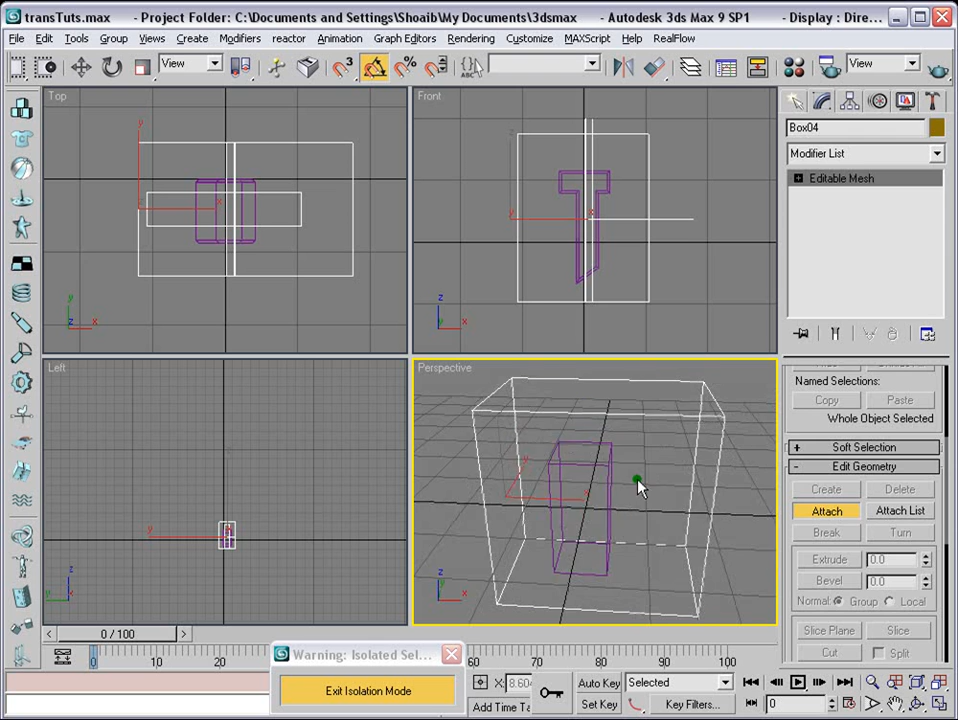 transTuts.max - Project Folder: C:\Documents and Settings\Shoaib\My Documents\3dsmax - Autodesk 3ds Max 9 SP1 - Display : Dire...
File Edit Tools Group Views Create Modifiers reactor Animation Graph Editors Rendering Customize MAXScript Help RealFlow
View View
Top
Front
Left
Perspective
y
x
z
x
y
z
x
y
x
z
x
y
x
z
y
z
x
y
Box04
Modifier List
Editable Mesh
Named Selections:
Copy Paste
Whole Object Selected
Soft Selection
Edit Geometry
Create Delete
Attach Attach List
Break Turn
Extrude 0.0
Bevel 0.0
Normal: Group Local
Slice Plane Slice
Cut Split
0 / 100
0 10 20 60 70 80 90 100
Warning: Isolated Sel...
Exit Isolation Mode
X: 8.604
Auto Key Selected
Add Time Ta
Set Key Key Filters...
0